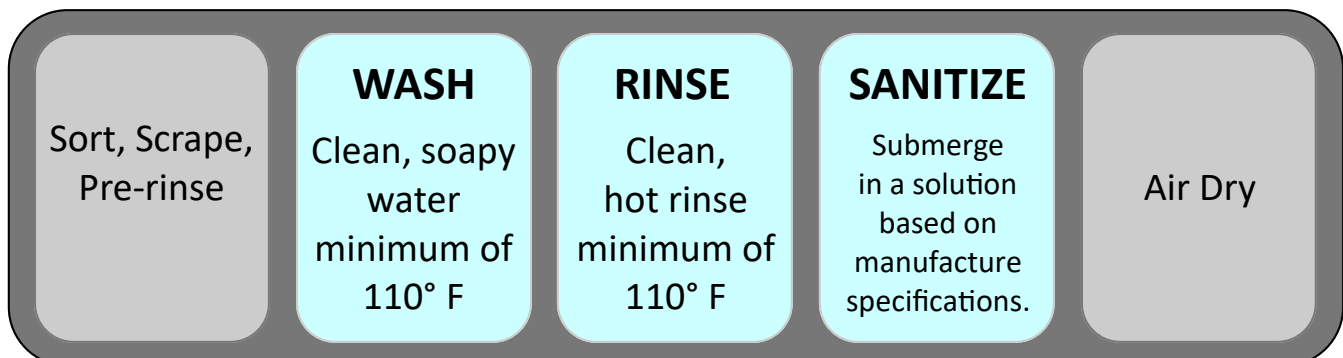 Sort, Scrape,
Pre-rinse
WASH
Clean, soapy
water
minimum of
110° F
RINSE
Clean,
hot rinse
minimum of
110° F
SANITIZE
Submerge
in a solution
based on
manufacture
specifications.
Air Dry